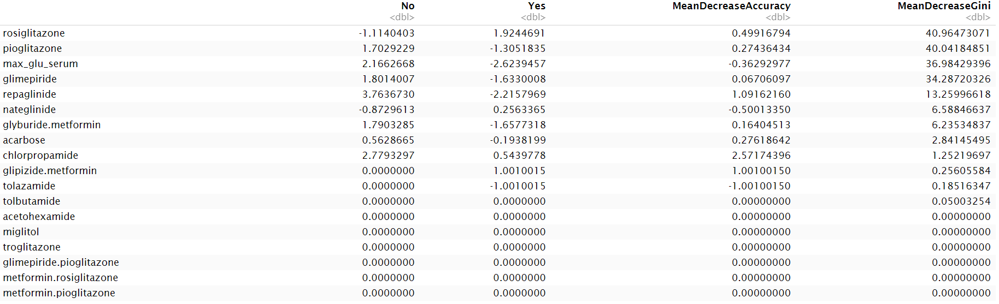 No Yes MeanDecreaseAccuracy MeanDecreaseGini
<dbl> <dbl> <dbl> <dbl>
rosiglitazone -1.1140403 1.9244691 0.49916794 40.96473071
pioglitazone 1.7029229 -1.3051835 0.27436434 40.04184851
max_glu_serum 2.1662668 -2.6239457 -0.36292977 36.98429396
glimepiride 1.8014007 -1.6330008 0.06706097 34.28720326
repaglinide 3.7636730 -2.2157969 1.09162160 13.25996618
nateglinide -0.8729613 0.2563365 -0.50013350 6.58846637
glyburide.metformin 1.7903285 -1.6577318 0.16404513 6.23534837
acarbose 0.5628665 -0.1938199 0.27618642 2.84145495
chlorpropamide 2.7793297 0.5439778 2.57174396 1.25219697
glipizide.metformin 0.0000000 1.0010015 1.00100150 0.25605584
tolazamide 0.0000000 -1.0010015 -1.00100150 0.18516347
tolbutamide 0.0000000 0.0000000 0.00000000 0.05003254
acetohexamide 0.0000000 0.0000000 0.00000000 0.00000000
miglitol 0.0000000 0.0000000 0.00000000 0.00000000
troglitazone 0.0000000 0.0000000 0.00000000 0.00000000
glimepiride.pioglitazone 0.0000000 0.0000000 0.00000000 0.00000000
metformin.rosiglitazone 0.0000000 0.0000000 0.00000000 0.00000000
metformin.pioglitazone 0.0000000 0.0000000 0.00000000 0.00000000